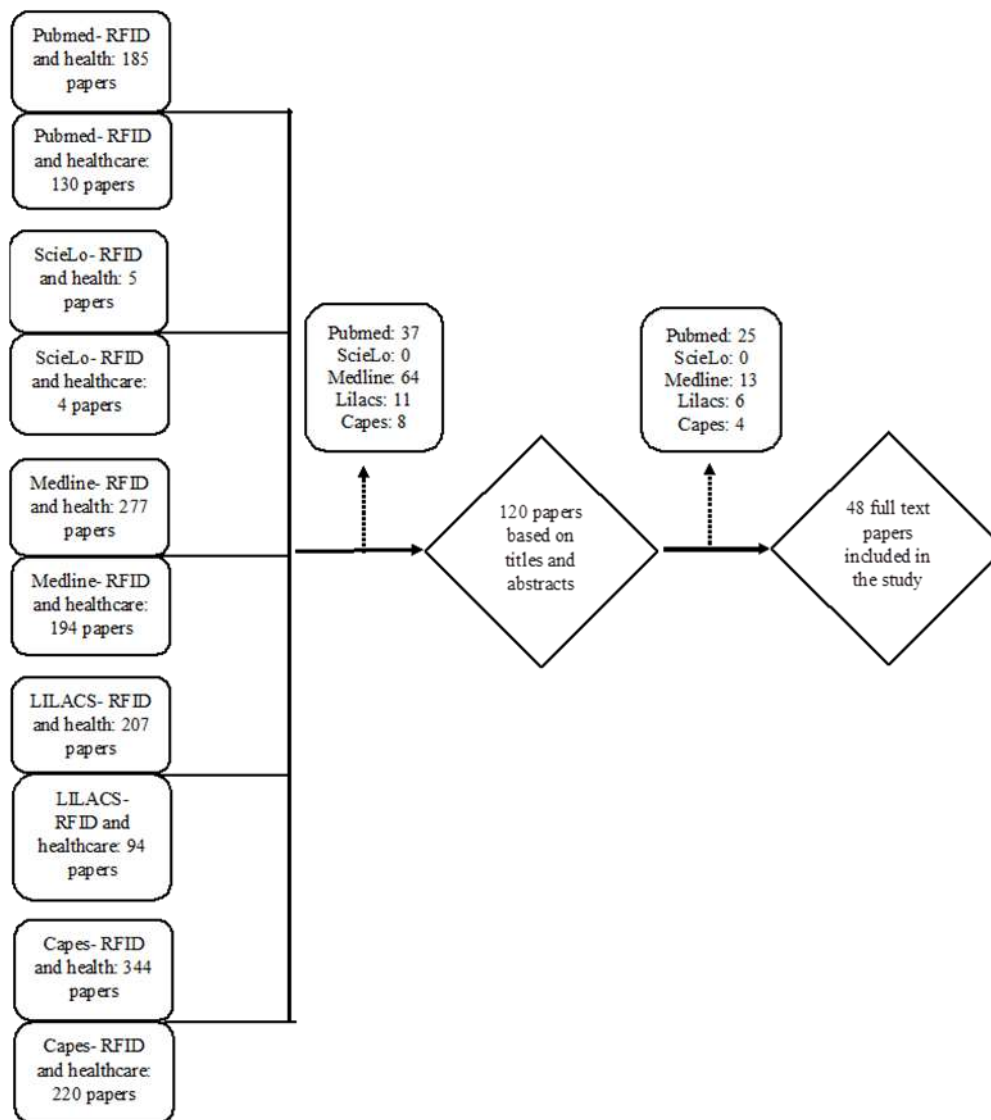 Pubmed- RFID
and health: 185
papers
Pubmed- RFID
and healthcare:
130 papers
ScieLo- RFID
and health: 5
papers
ScieLo- RFID
and healthcare:
4 papers
Medline- RFID
and health: 277
papers
Medline- RFID
and healthcare:
194 papers
LILACS- RFID
and health: 207
papers
LILACS-
RFID and
healthcare: 94
papers
Capes- RFID
and health: 344
papers
Capes- RFID
and healthcare:
220 papers
Pubmed: 37
ScieLo: 0
Medline: 64
Lilacs: 11
Capes: 8
120 papers
based on
titles and
abstracts
Pubmed: 25
ScieLo: 0
Medline: 13
Lilacs: 6
Capes: 4
48 full text
papers
included in
the study